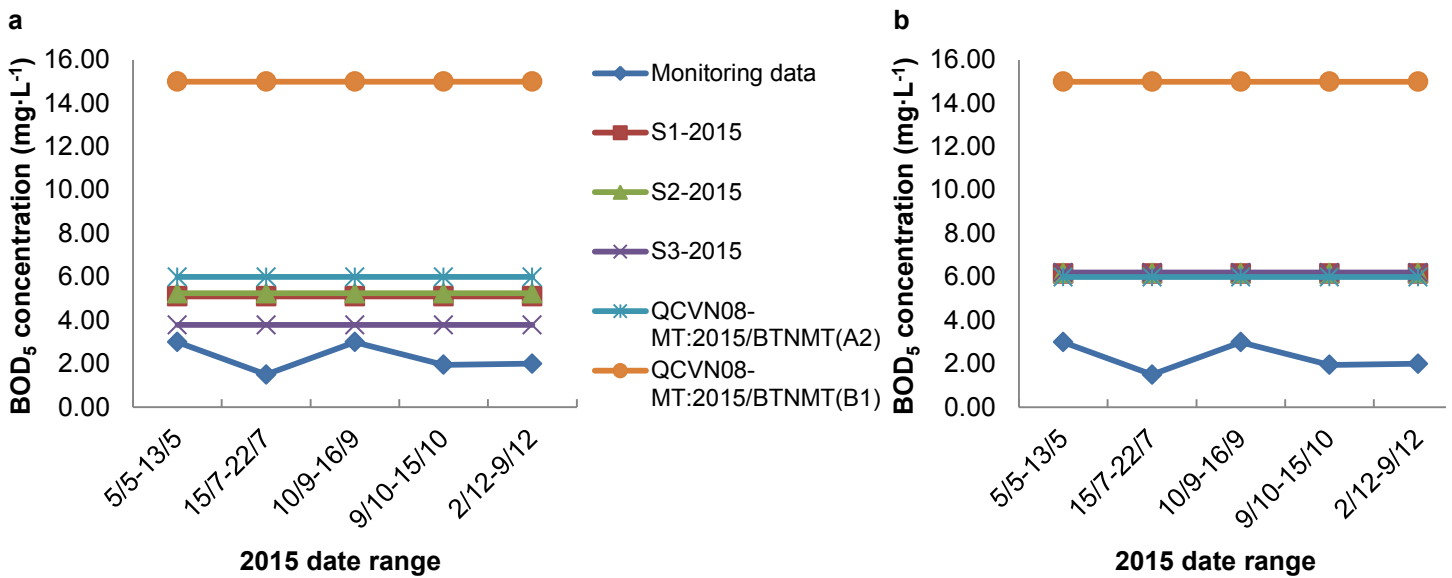 a
BOD₅ concentration (mg·L⁻¹)
16.00
14.00
12.00
10.00
8.00
6.00
4.00
2.00
0.00
5/5-13/5
15/7-22/7
10/9-16/9
9/10-15/10
2/12-9/12
2015 date range
Monitoring data
S1-2015
S2-2015
S3-2015
QCVN08-
MT:2015/BTNMT(A2)
QCVN08-
MT:2015/BTNMT(B1)
b
BOD₅ concentration (mg·L⁻¹)
16.00
14.00
12.00
10.00
8.00
6.00
4.00
2.00
0.00
5/5-13/5
15/7-22/7
10/9-16/9
9/10-15/10
2/12-9/12
2015 date range